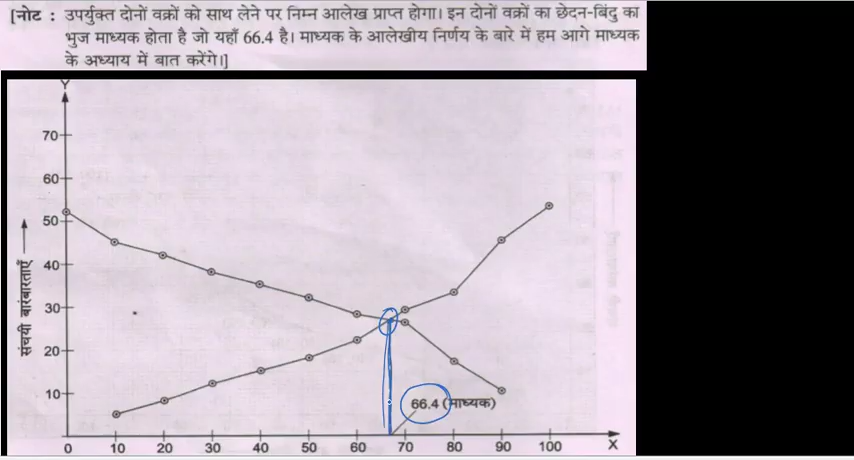 [नोट : उपर्युक्त दोनों वक्रों को साथ लेने पर निम्न आलेख प्राप्त होगा। इन दोनों वक्रों का छेदन-बिंदु का
भुज माध्यक होता है जो यहाँ 66.4 है। माध्यक के आलेखीय निर्णय के बारे में हम आगे माध्यक
के अध्याय में बात करेंगे।]
Y
70
60
50
40
30
20
10
संचयी बारंबारताएँ
66.4 (माध्यक)
0 10 20 30 40 50 60 70 80 90 100 X